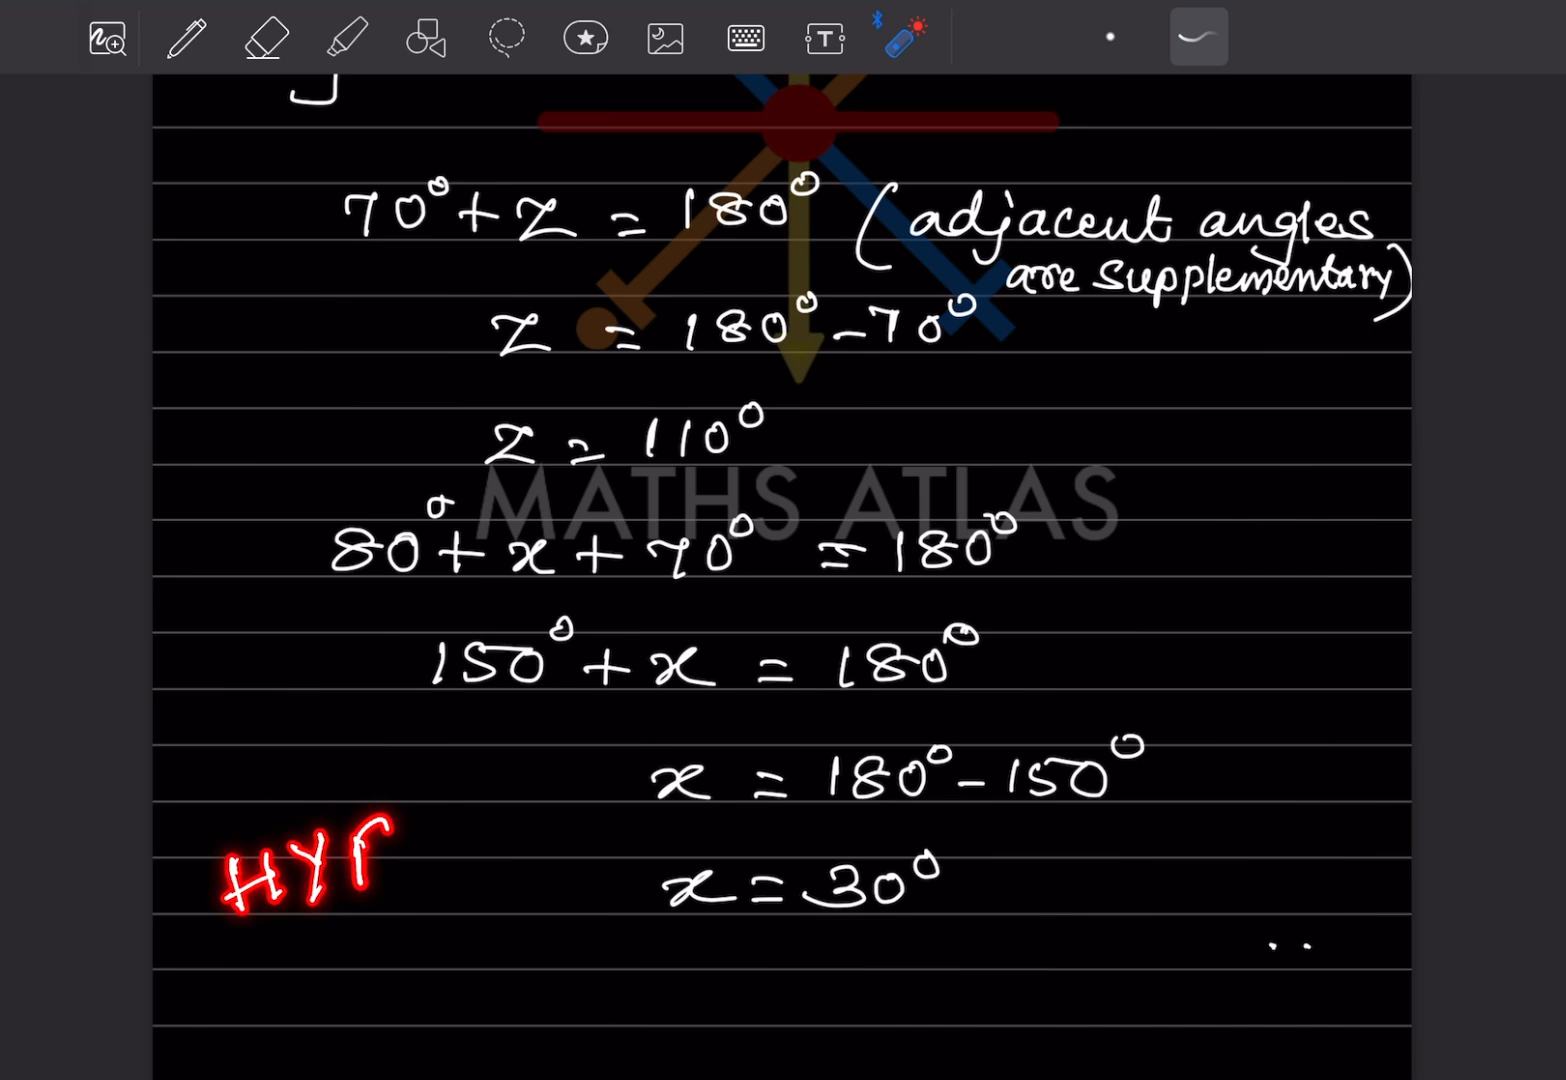 70° + z = 180° (adjacent angles
are supplementary)
z = 180° - 70°
z = 110°
MATHS ATLAS
80° + x + 70° = 180°
150° + x = 180°
x = 180° - 150°
x = 30°
HYP